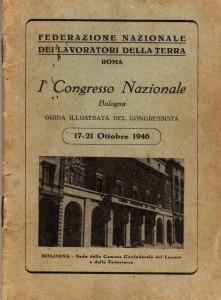 FEDERAZIONE NAZIONALE
DEI LAVORATORI DELLA TERRA
ROMA
I° Congresso Nazionale
Bologna
GUIDA ILLUSTRATA DEL CONGRESSISTA
17-21 Ottobre 1946
BOLOGNA - Sede della Camera Confederale del Lavoro
e della Federterra